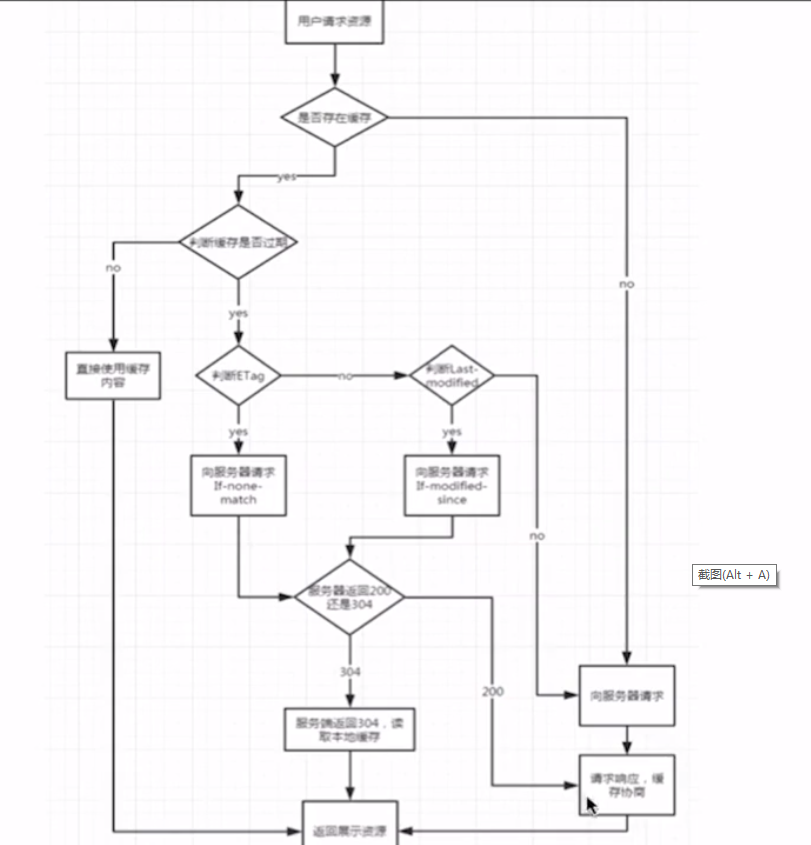 用户请求资源
是否存在缓存
yes
判断缓存是否过期
no
no
yes
直接使用缓存
内容
判断ETag
no
判断Last-
modified
yes
yes
向服务器请求
If-none-
match
向服务器请求
If-modified-
since
no
截图(Alt + A)
服务器返回200
还是304
304
200
向服务器请求
服务端返回304，读
取本地缓存
请求响应，缓
存协商
返回展示资源